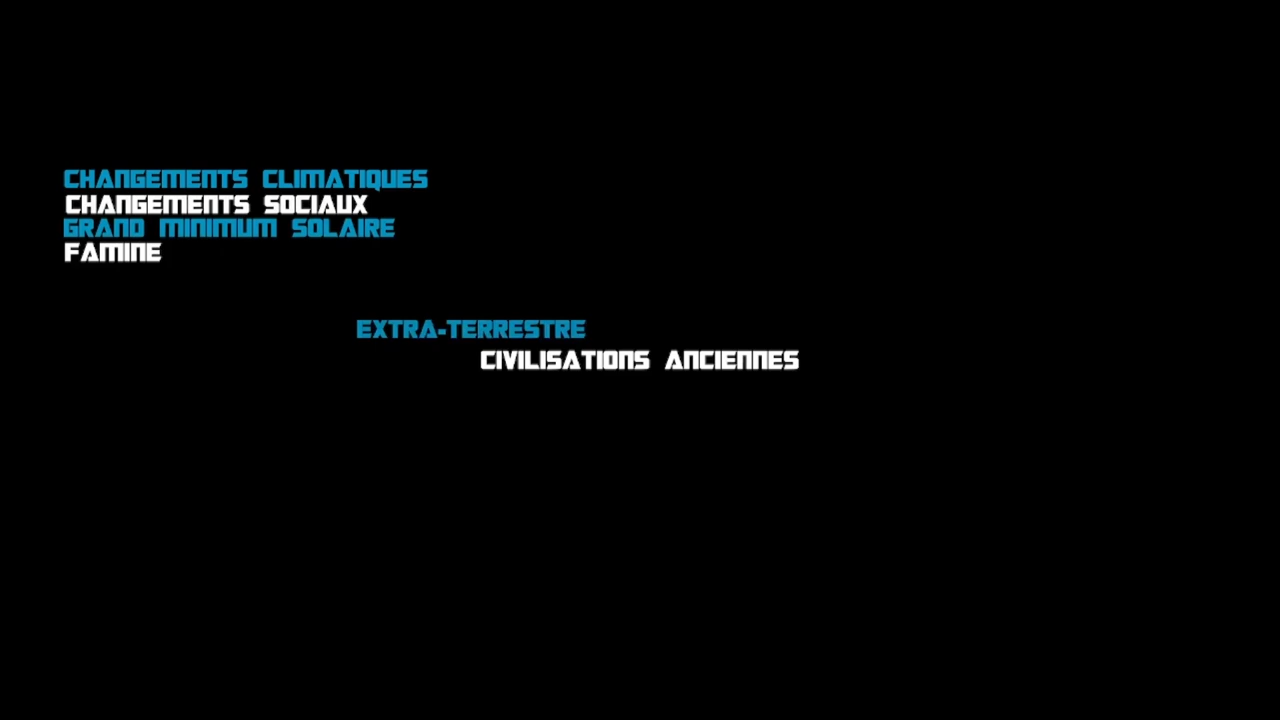 CHANGEMENTS CLIMATIQUES
CHANGEMENTS SOCIAUX
GRAND MINIMUM SOLAIRE
FAMINE
EXTRA-TERRESTRE
CIVILISATIONS ANCIENNES